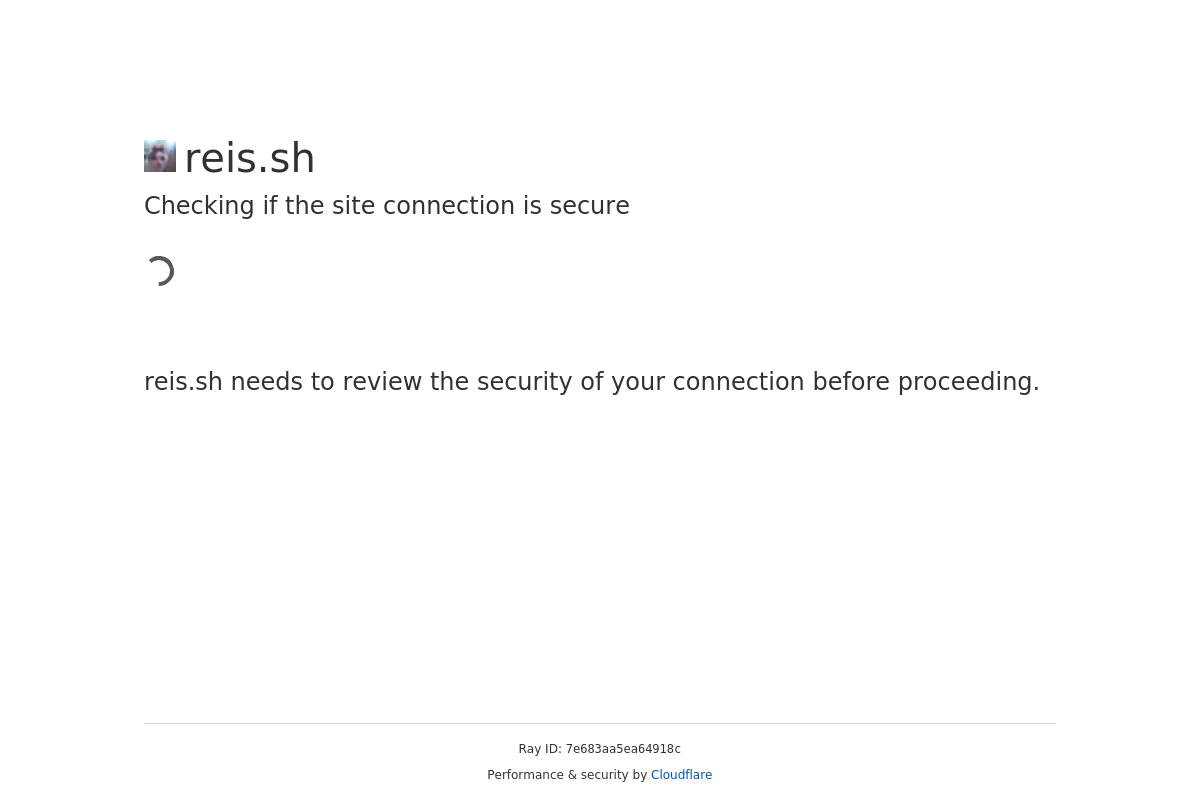 reis.sh
Checking if the site connection is secure
reis.sh needs to review the security of your connection before proceeding.
Ray ID: 7e683aa5ea64918c
Performance & security by Cloudflare